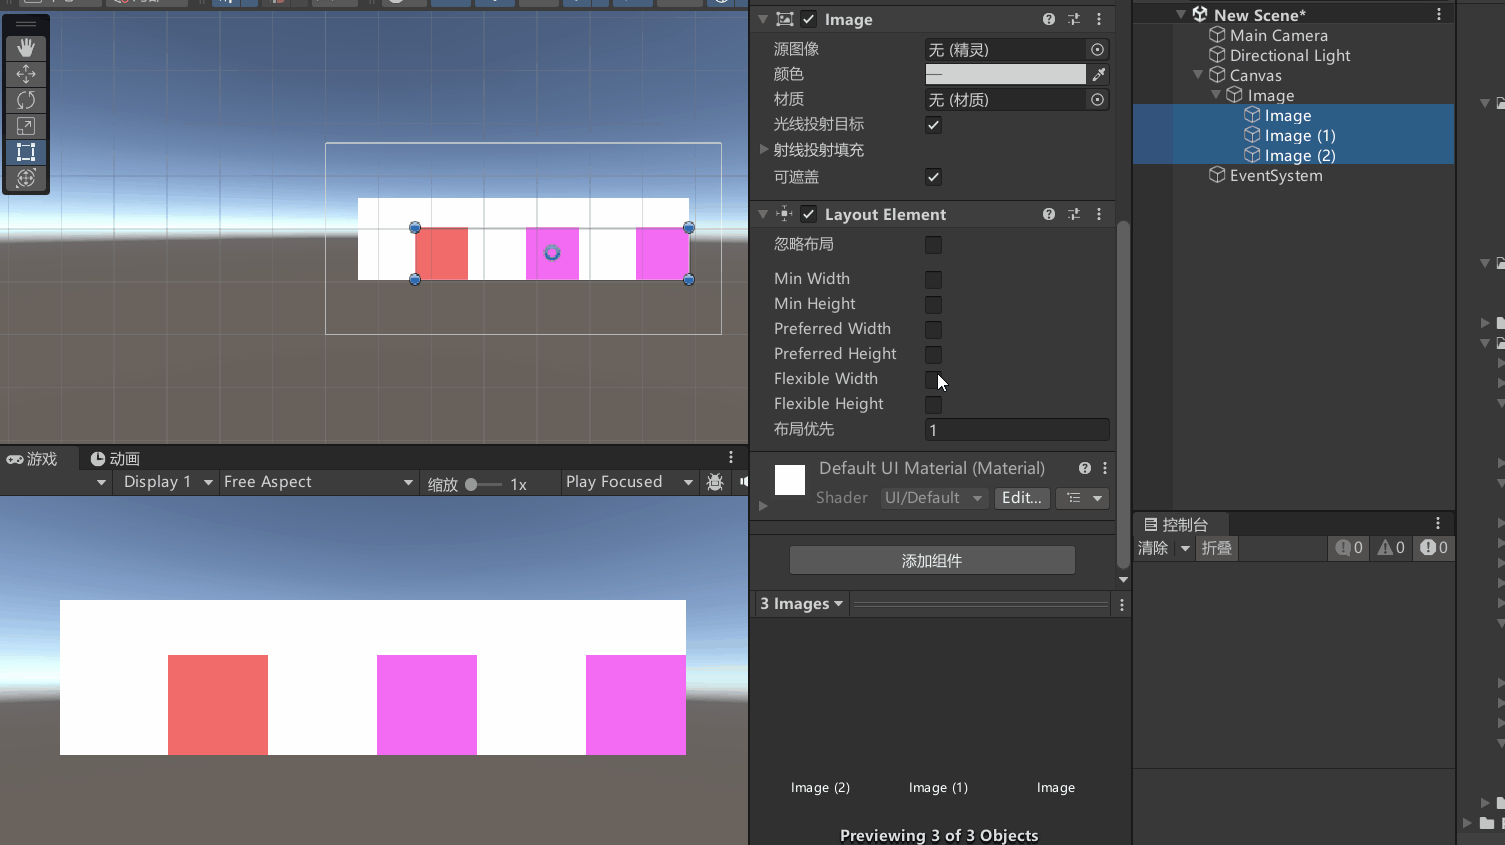 Image
源图像
无 (精灵)
颜色
材质
无 (材质)
光线投射目标
射线投射填充
可遮盖
Layout Element
忽略布局
Min Width
Min Height
Preferred Width
Preferred Height
Flexible Width
Flexible Height
布局优先
1
Default UI Material (Material)
Shader
UI/Default
Edit...
添加组件
3 Images
Image (2)
Image (1)
Image
Previewing 3 of 3 Objects
New Scene*
Main Camera
Directional Light
Canvas
Image
Image
Image (1)
Image (2)
EventSystem
控制台
清除
折叠
0
0
0
游戏
动画
Display 1
Free Aspect
缩放
1x
Play Focused